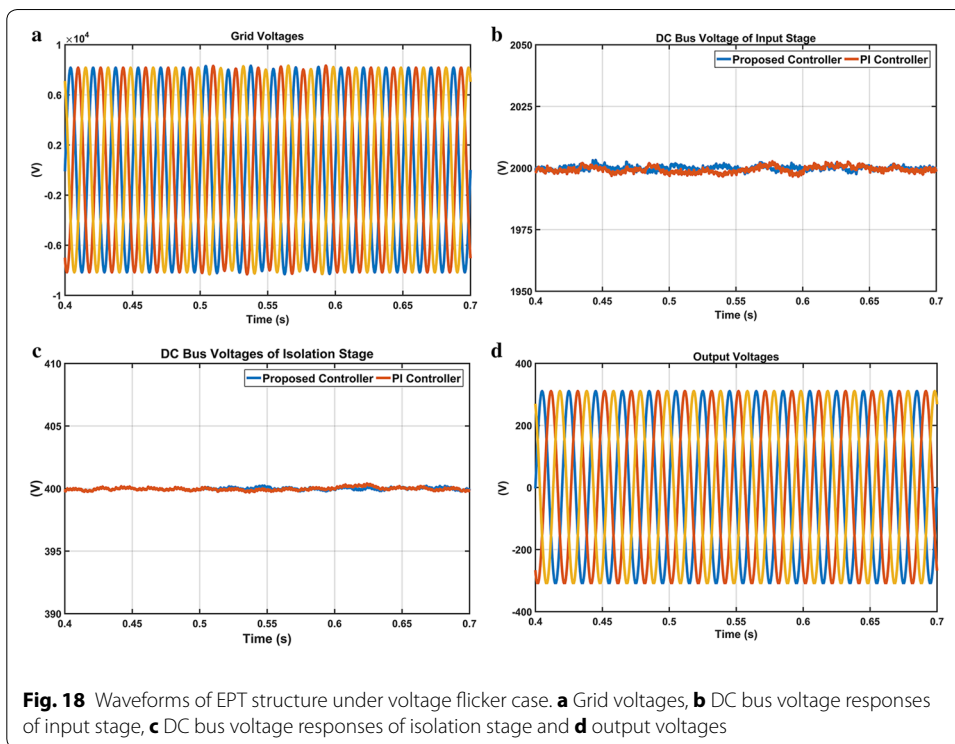 a
Grid Voltages
1 ×10⁴
0.6
0.2
-0.2
-0.6
-1
(V)
0.4 0.45 0.5 0.55 0.6 0.65 0.7
Time (s)
b
DC Bus Voltage of Input Stage
Proposed Controller PI Controller
2050
2025
2000
1975
1950
(V)
0.4 0.45 0.5 0.55 0.6 0.65 0.7
Time (s)
c
DC Bus Voltages of Isolation Stage
Proposed Controller PI Controller
410
405
400
395
390
(V)
0.4 0.45 0.5 0.55 0.6 0.65 0.7
Time (s)
d
Output Voltages
400
200
0
-200
-400
(V)
0.4 0.45 0.5 0.55 0.6 0.65 0.7
Time (s)
Fig. 18 Waveforms of EPT structure under voltage flicker case. a Grid voltages, b DC bus voltage responses
of input stage, c DC bus voltage responses of isolation stage and d output voltages